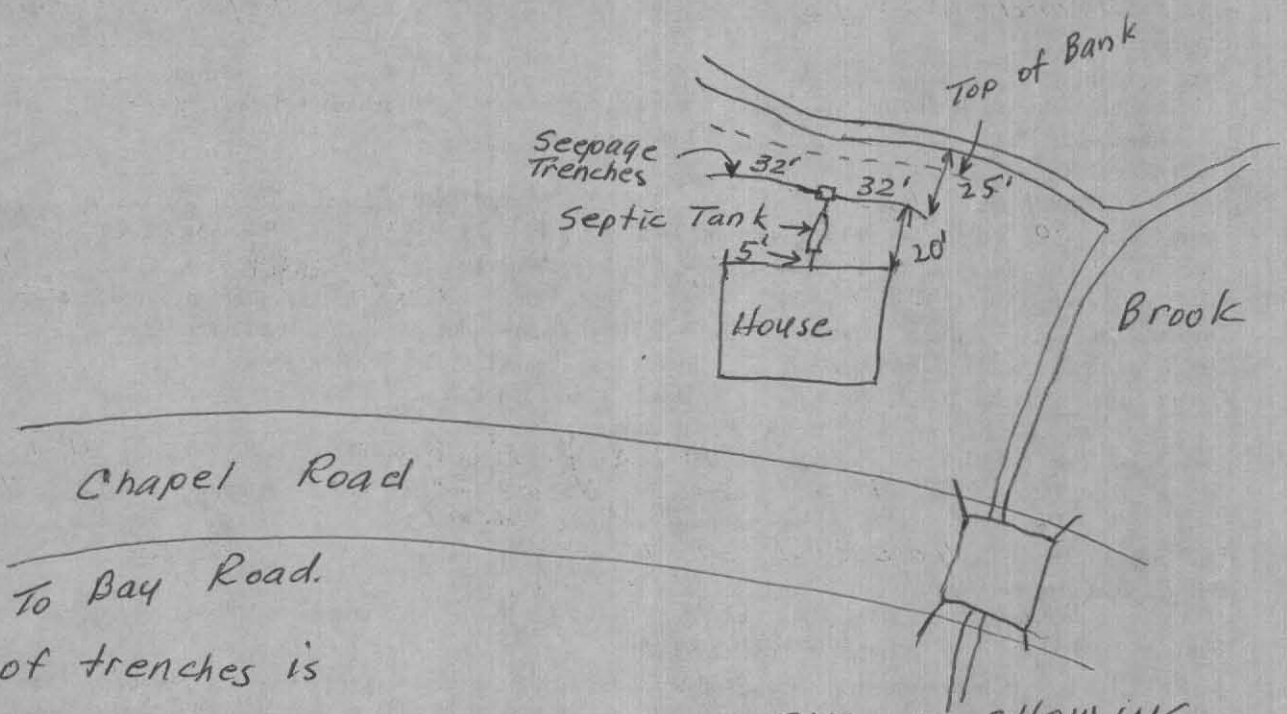 Top of Bank
Seepage
Trenches
32'
32'
25'
Septic Tank
5'
20'
House
Brook
Chapel Road
To Bay Road.
of trenches is